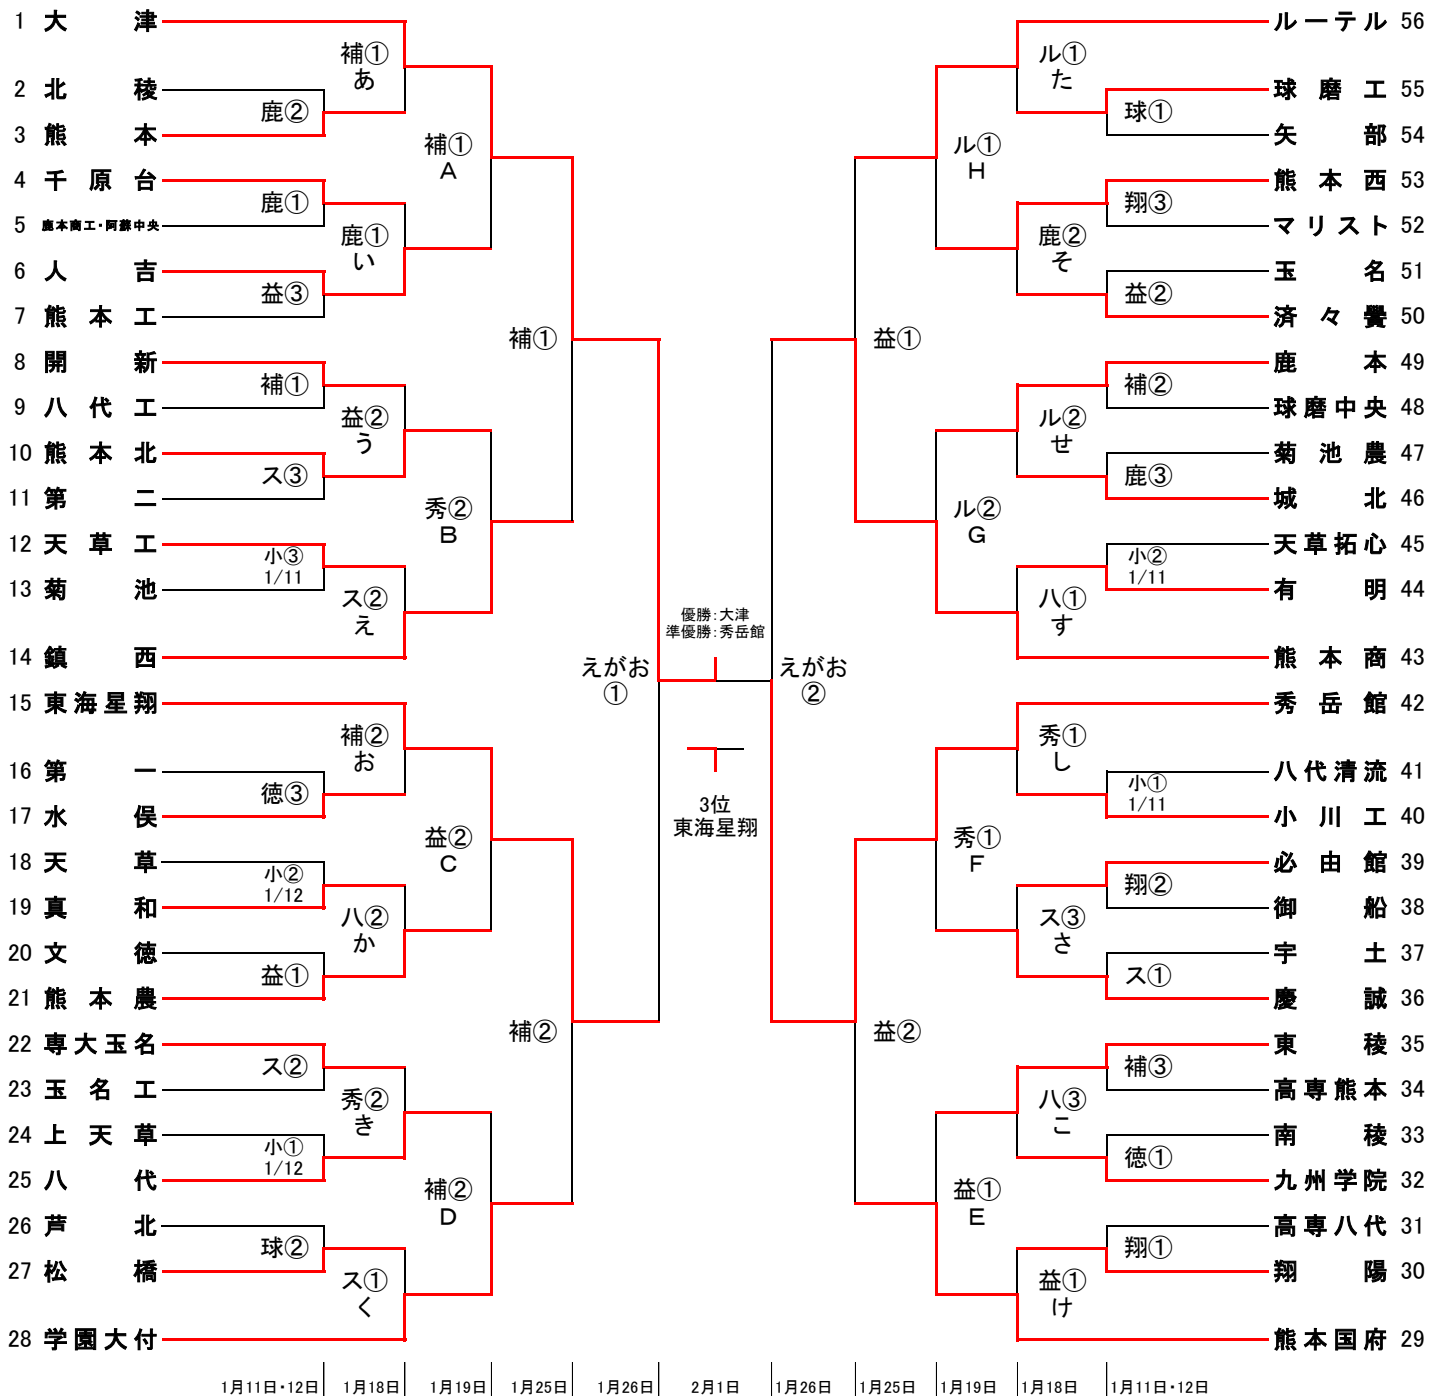 1 大津
2 北稜
3 熊本
4 千原台
5 鹿本商工・阿蘇中央
6 人吉
7 熊本工
8 開新
9 八代工
10 熊本北
11 第二
12 天草工
13 菊池
14 鎮西
15 東海星翔
16 第一
17 水俣
18 天草
19 真和
20 文徳
21 熊本農
22 専大玉名
23 玉名工
24 上天草
25 八代
26 芦北
27 松橋
28 学園大付
鹿②
鹿①
益③
補①
ス③
小③
1/11
徳③
小②
1/12
益①
ス②
小①
1/12
球②
補①
あ
鹿①
い
益②
う
ス②
え
補②
お
八②
か
秀②
き
ス①
く
補①
A
秀②
B
益②
C
補②
D
補①
補②
えがお
①
優勝:大津
準優勝:秀岳館
3位
東海星翔
えがお
②
益①
益②
ル①
H
ル②
G
秀①
F
益①
E
ル①
た
鹿②
そ
ル②
せ
八①
す
秀①
し
ス③
さ
八③
こ
益①
け
球①
翔③
益②
補②
鹿③
小②
1/11
小①
1/11
翔②
ス①
補③
徳①
翔①
ルーテル 56
球磨工 55
矢部 54
熊本西 53
マリスト 52
玉名 51
済々黌 50
鹿本 49
球磨中央 48
菊池農 47
城北 46
天草拓心 45
有明 44
熊本商 43
秀岳館 42
八代清流 41
小川工 40
必由館 39
御船 38
宇土 37
慶誠 36
東稜 35
高専熊本 34
南稜 33
九州学院 32
高専八代 31
翔陽 30
熊本国府 29
1月11日・12日 1月18日 1月19日 1月25日 1月26日 2月1日 1月26日 1月25日 1月19日 1月18日 1月11日・12日